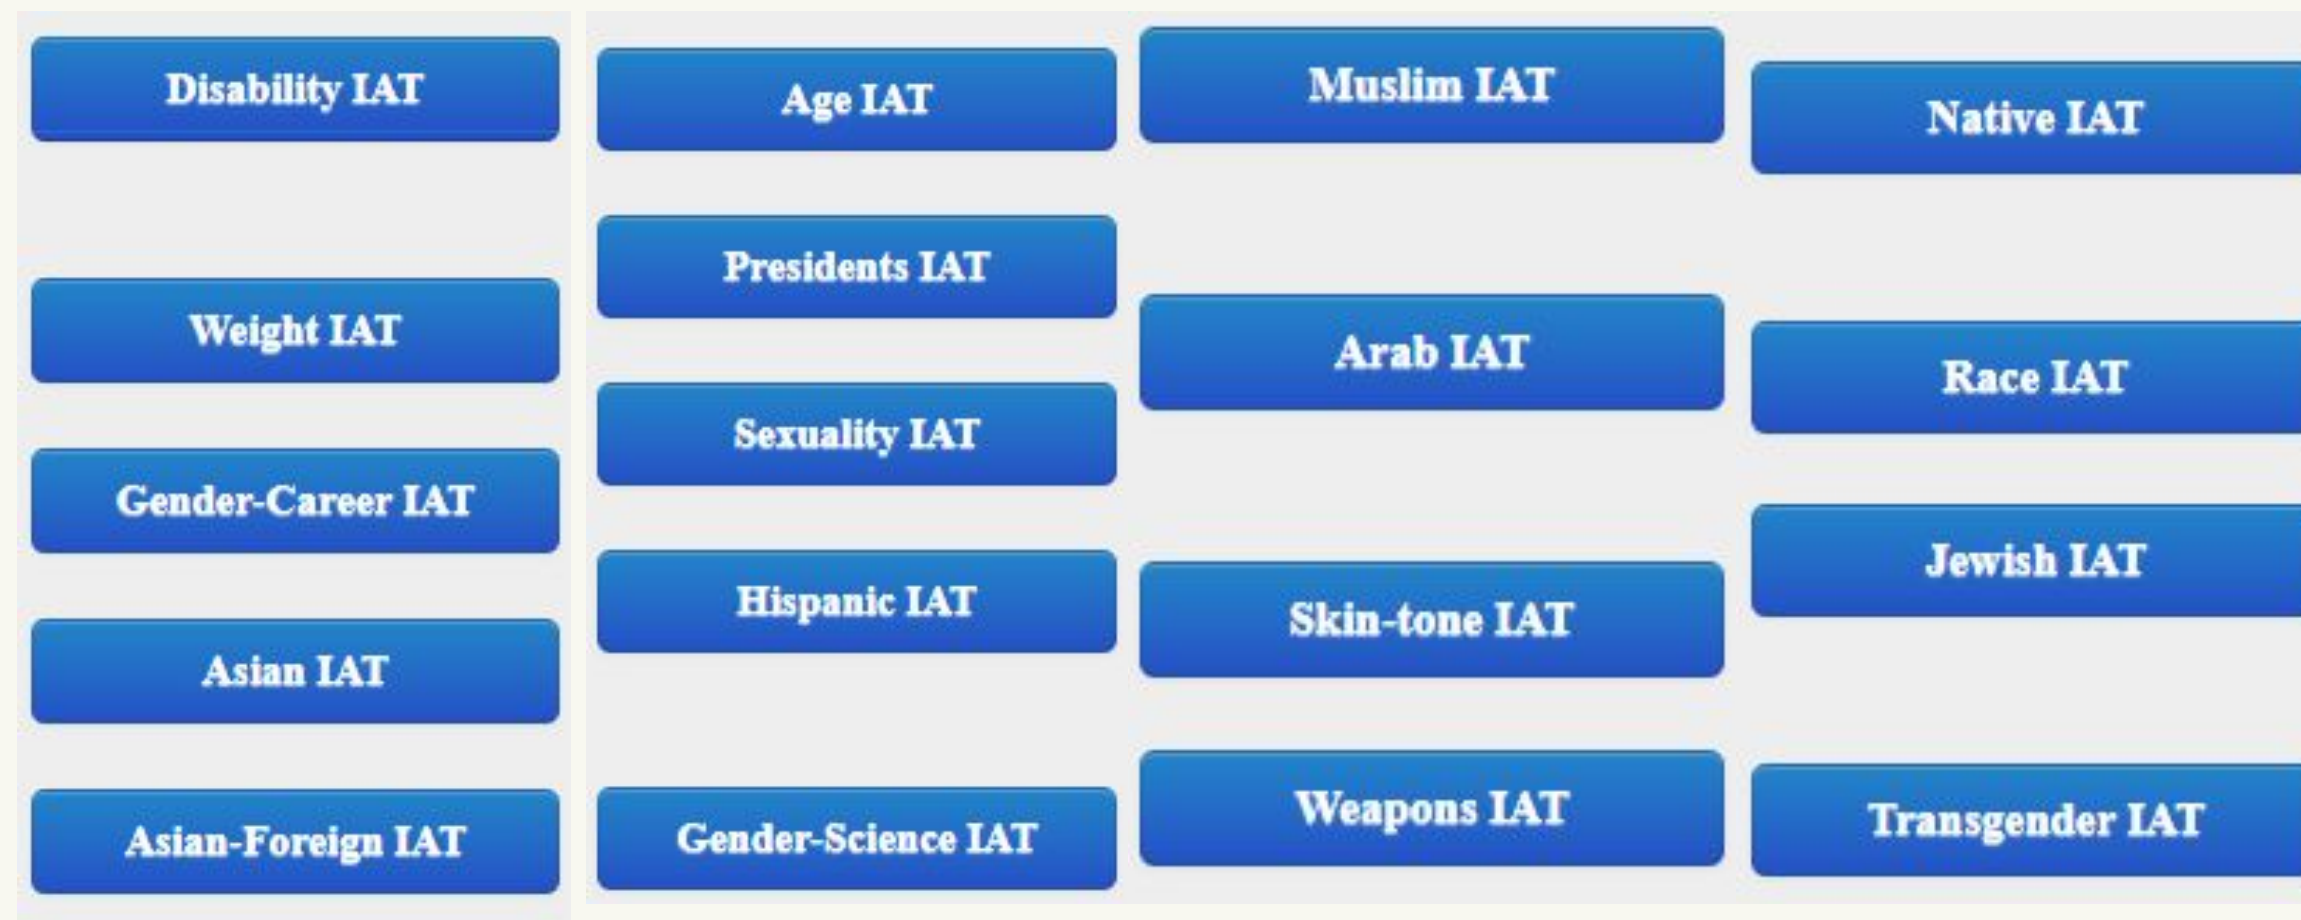 Disability IAT
Weight IAT
Gender-Career IAT
Asian IAT
Asian-Foreign IAT
Age IAT
Presidents IAT
Sexuality IAT
Hispanic IAT
Gender-Science IAT
Muslim IAT
Arab IAT
Skin-tone IAT
Weapons IAT
Native IAT
Race IAT
Jewish IAT
Transgender IAT